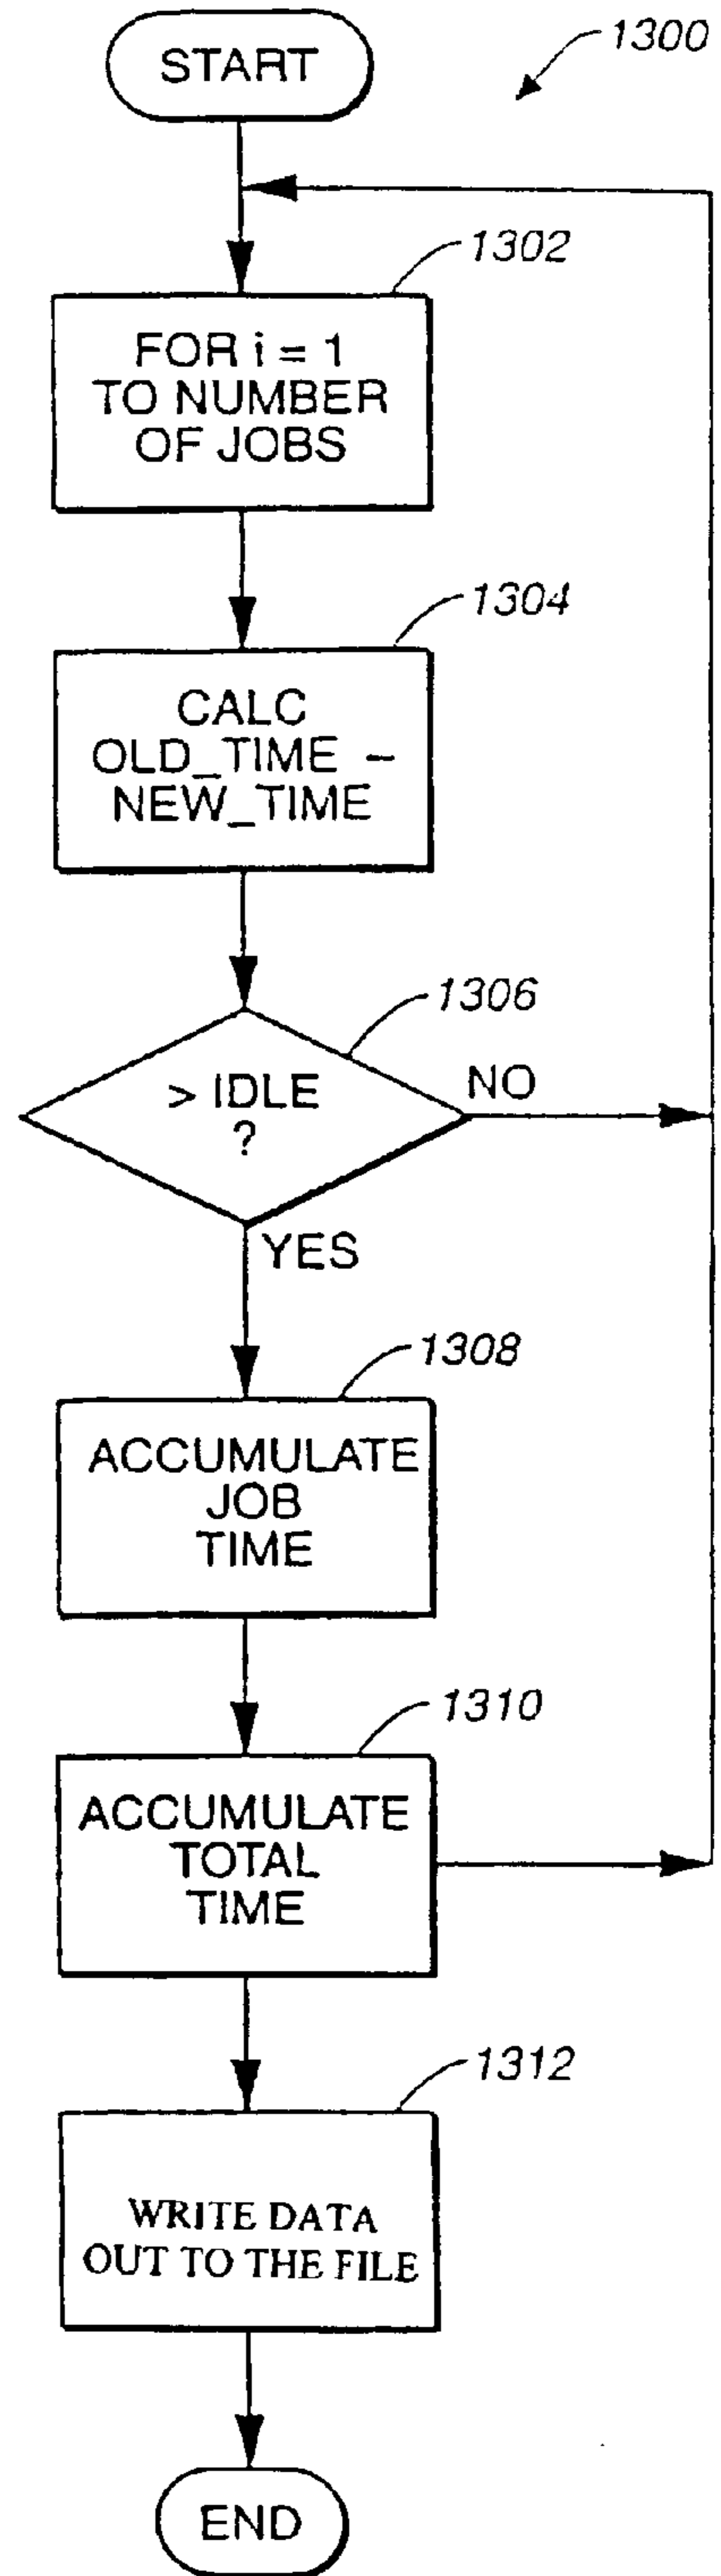 START
1300
1302
FOR i = 1
TO NUMBER
OF JOBS
1304
CALC
OLD_TIME -
NEW_TIME
1306
> IDLE
?
NO
YES
1308
ACCUMULATE
JOB
TIME
1310
ACCUMULATE
TOTAL
TIME
1312
WRITE DATA
OUT TO THE FILE
END